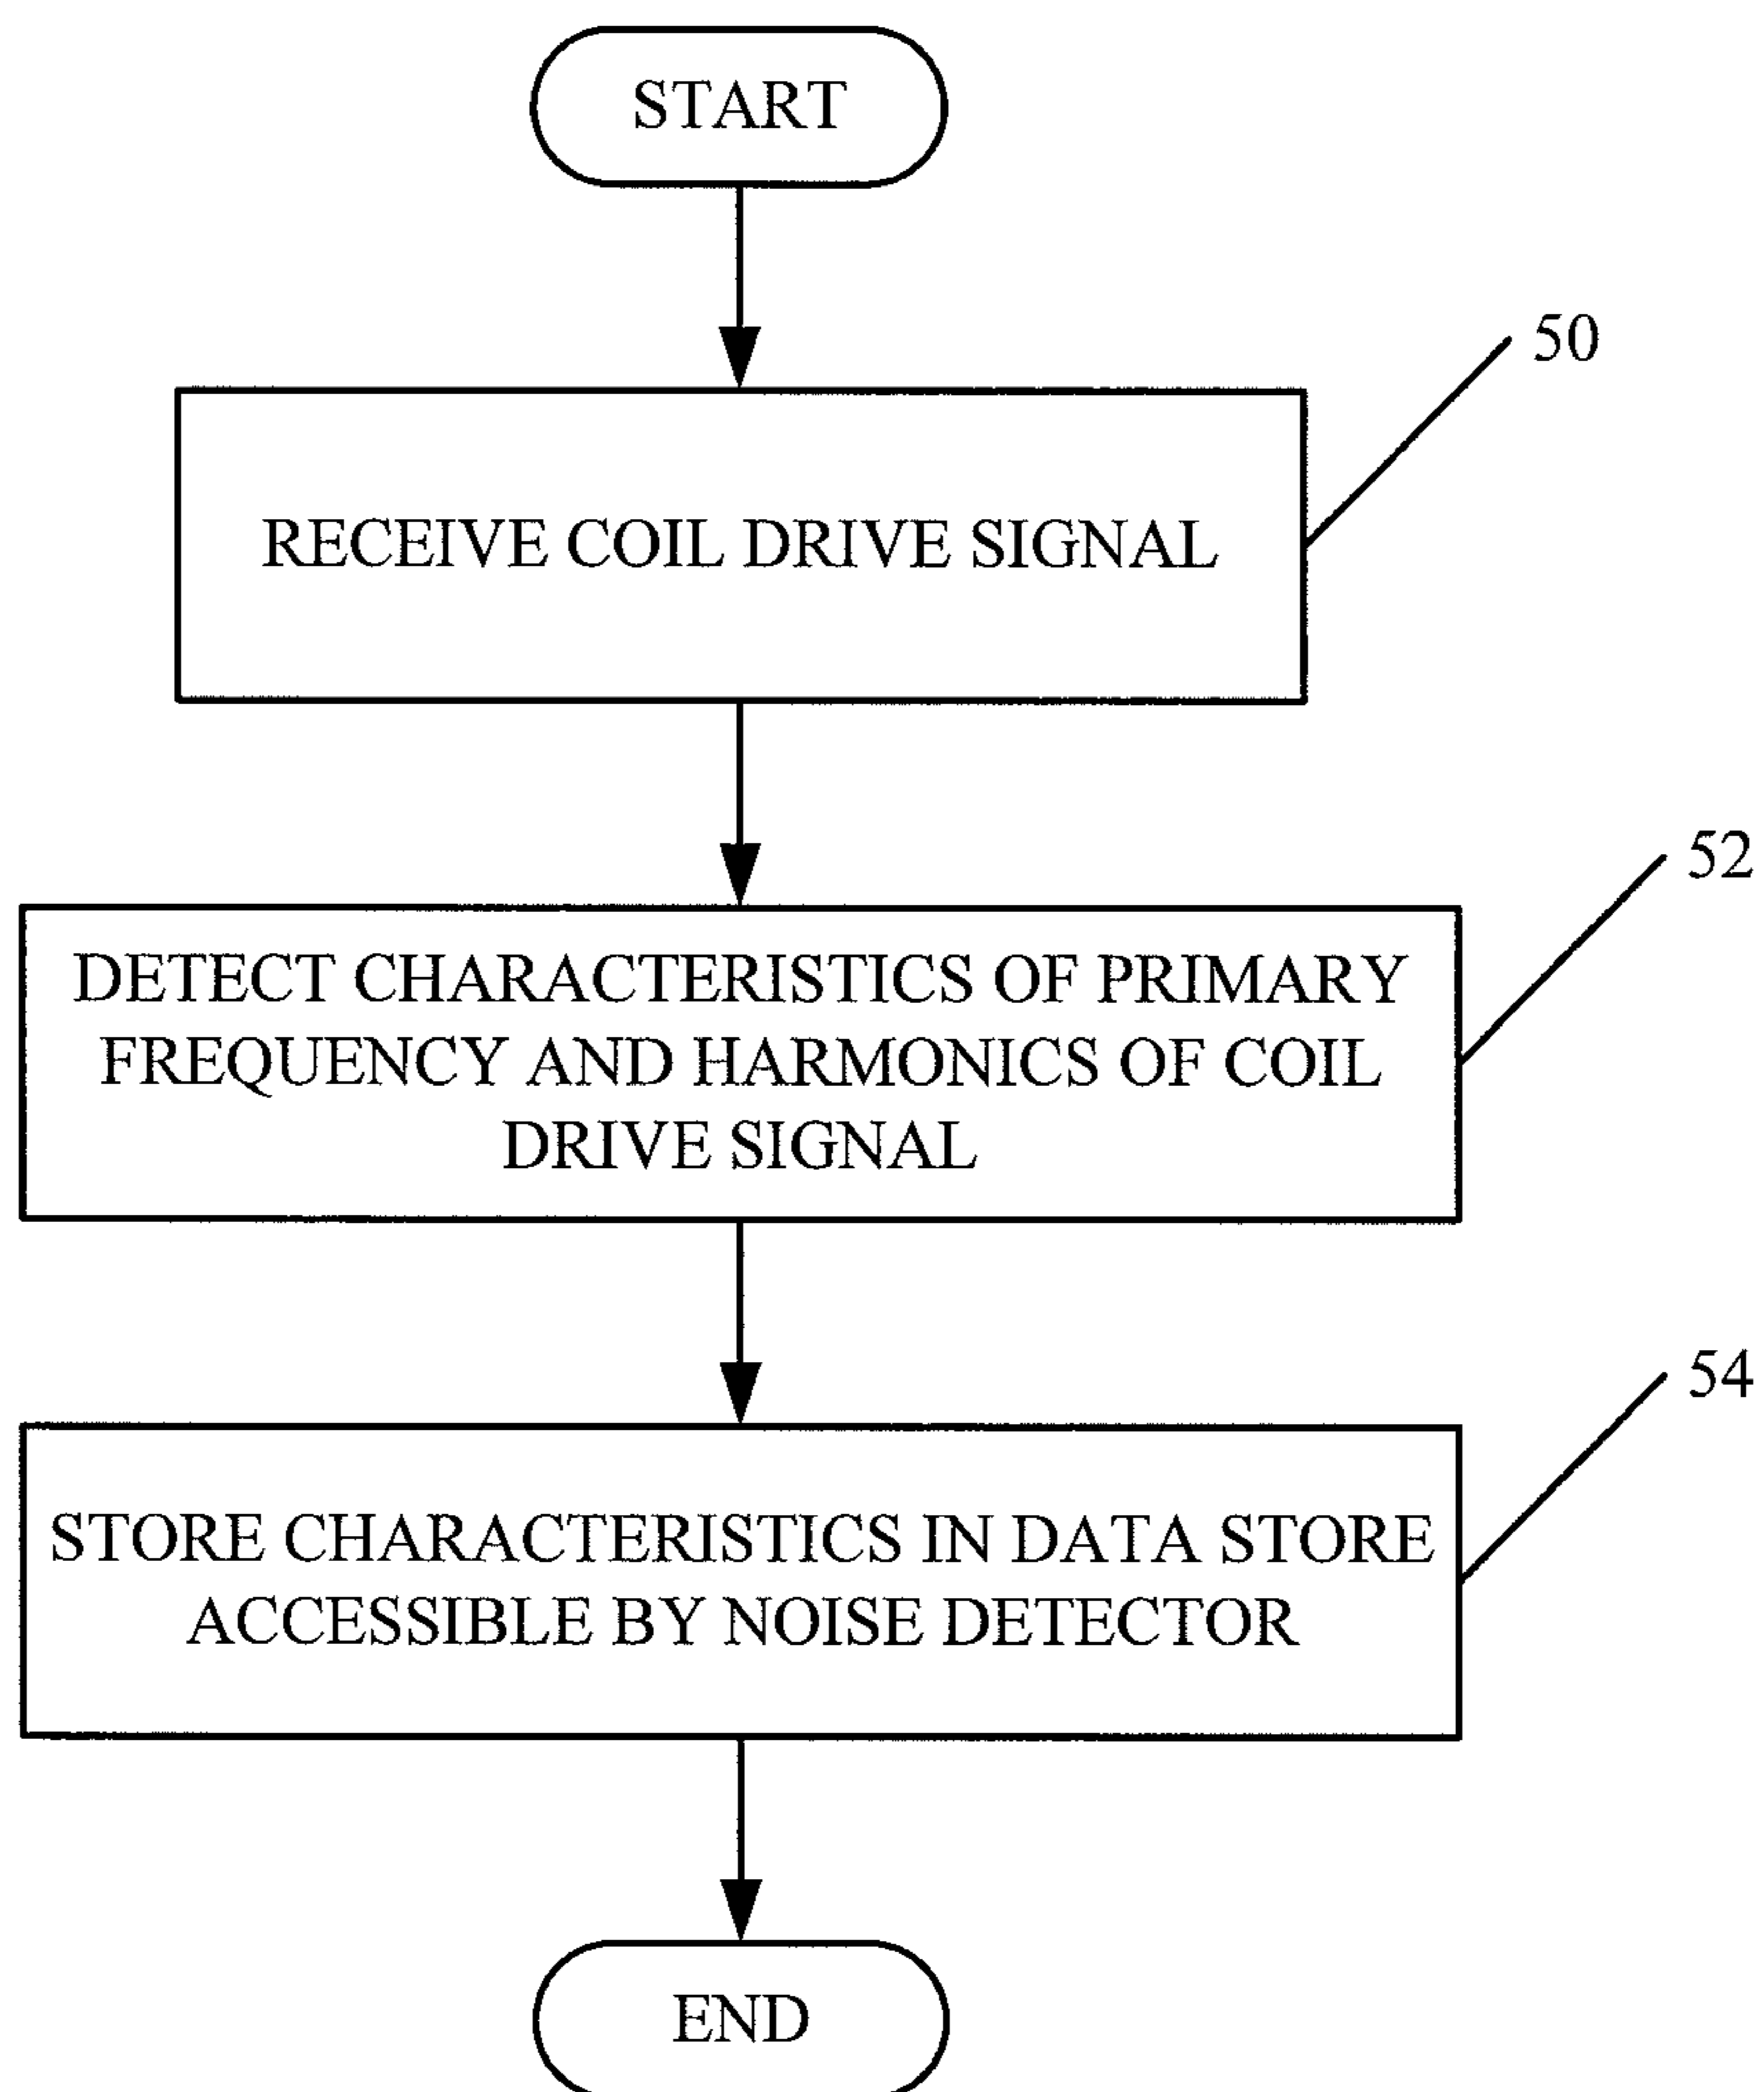 START
50
RECEIVE COIL DRIVE SIGNAL
52
DETECT CHARACTERISTICS OF PRIMARY
FREQUENCY AND HARMONICS OF COIL
DRIVE SIGNAL
54
STORE CHARACTERISTICS IN DATA STORE
ACCESSIBLE BY NOISE DETECTOR
END